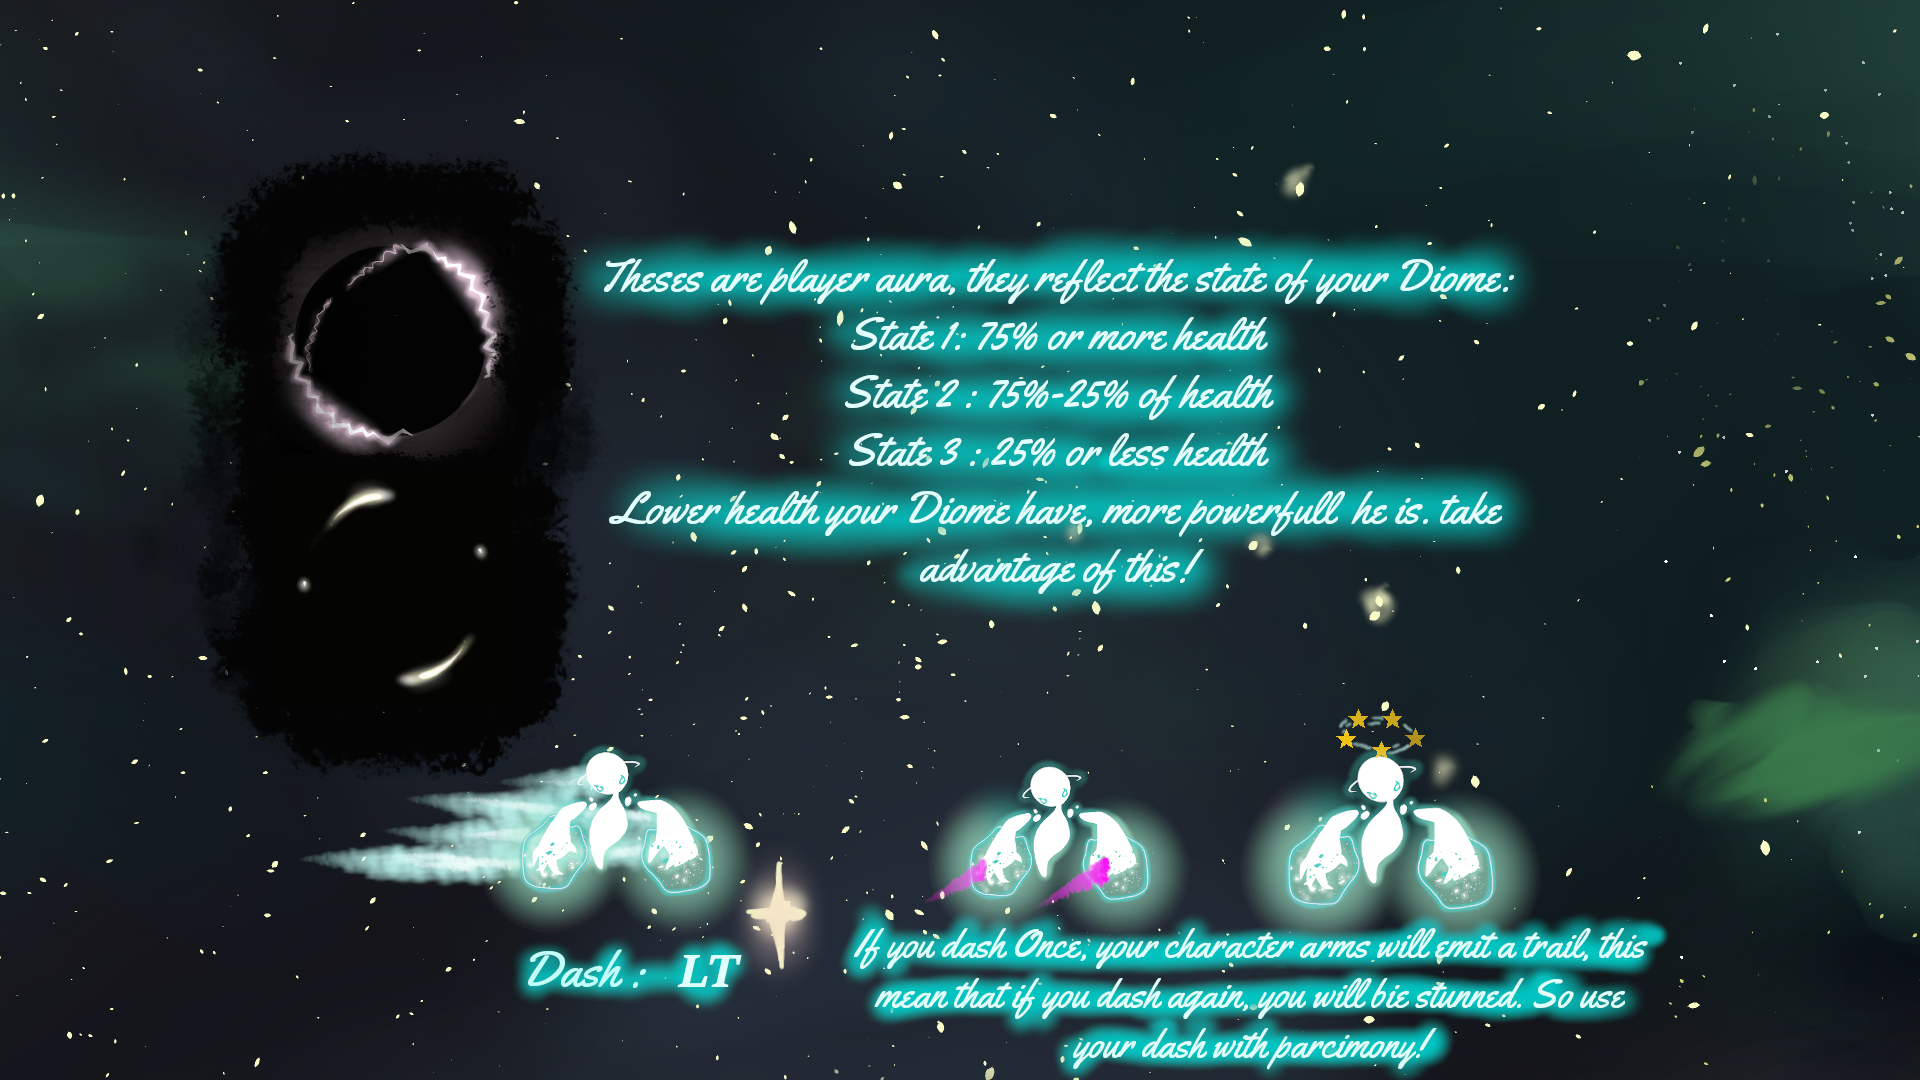 Theses are player aura, they reflect the state of your Diome:
State 1: 75% or more health
State 2 : 75%-25% of health
State 3 : 25% or less health
Lower health your Diome have, more powerfull he is. take
advantage of this!
Dash : LT
If you dash Once, your character arms will emit a trail, this
mean that if you dash again, you will bie stunned. So use
your dash with parcimony!